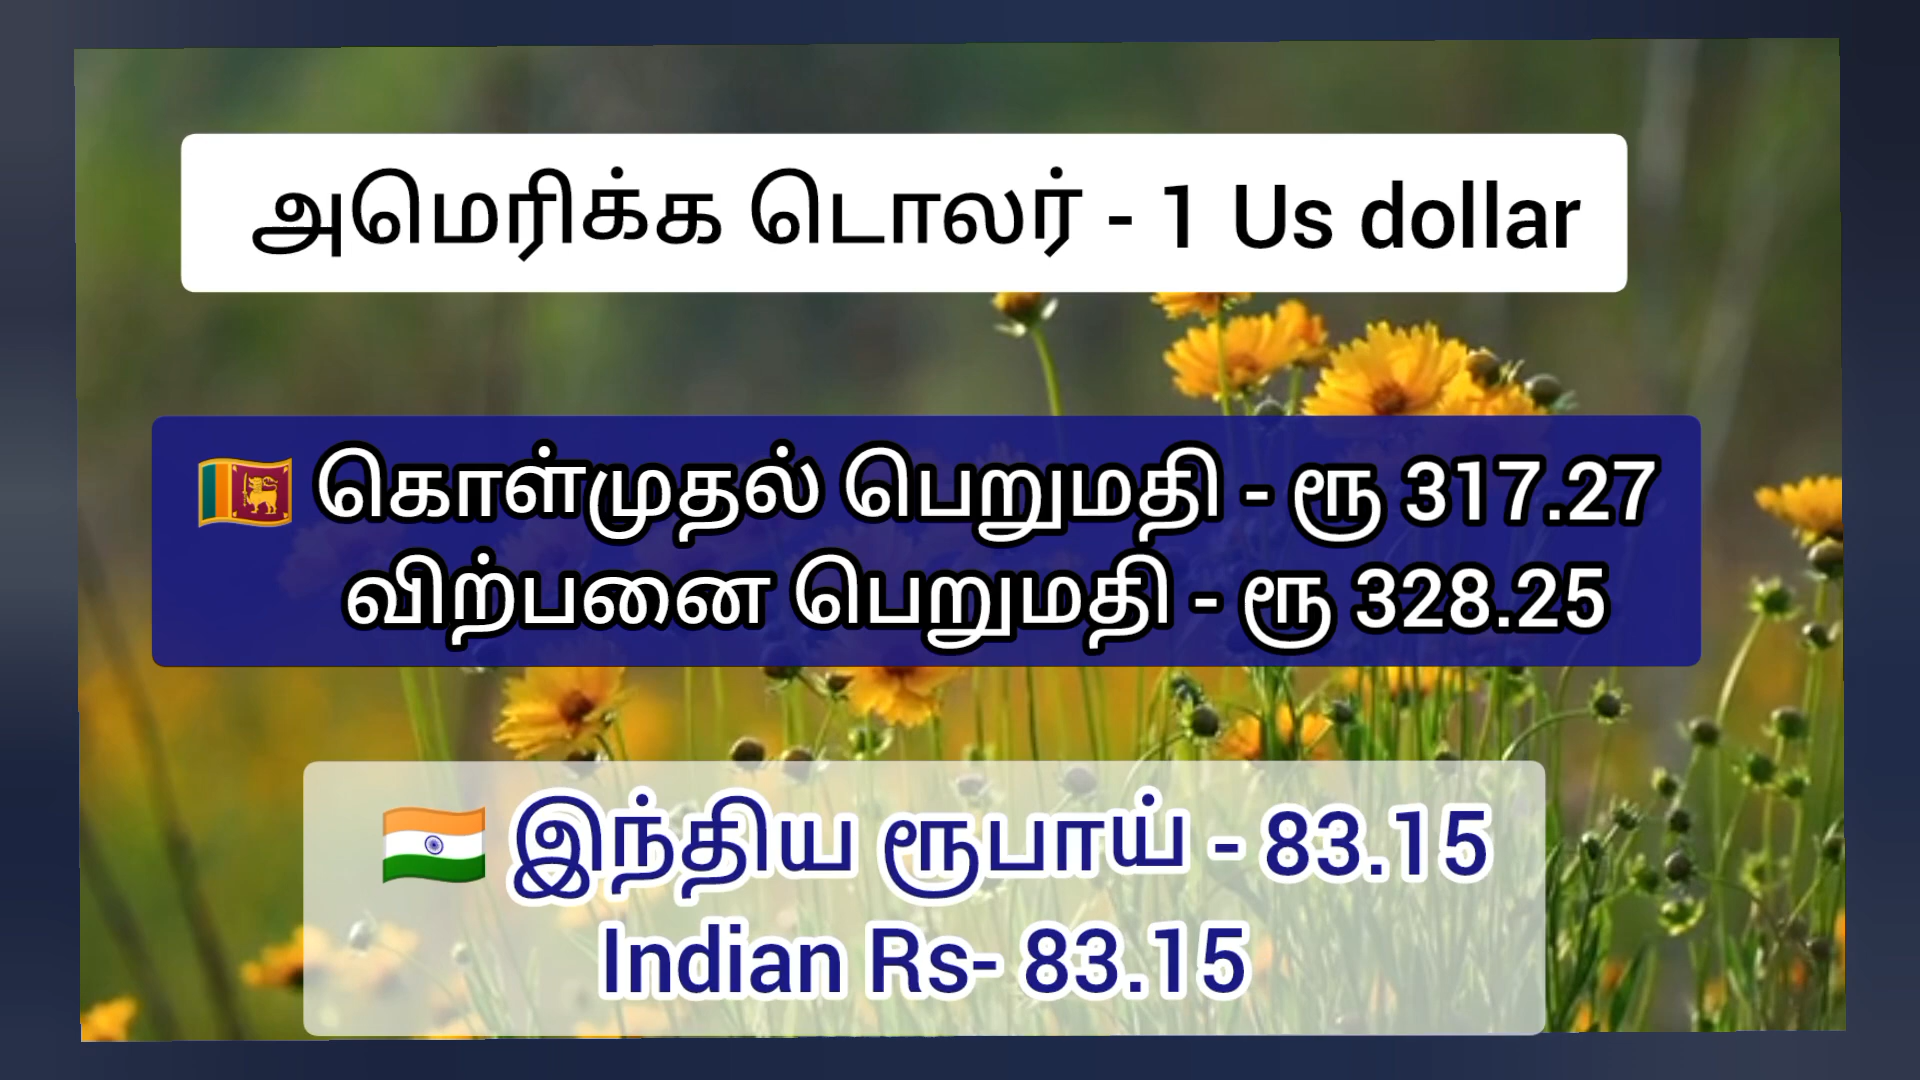 அமெரிக்க டொலர் - 1 Us dollar
கொள்முதல் பெறுமதி - ரூ 317.27
விற்பனை பெறுமதி - ரூ 328.25
இந்திய ரூபாய் - 83.15
Indian Rs- 83.15